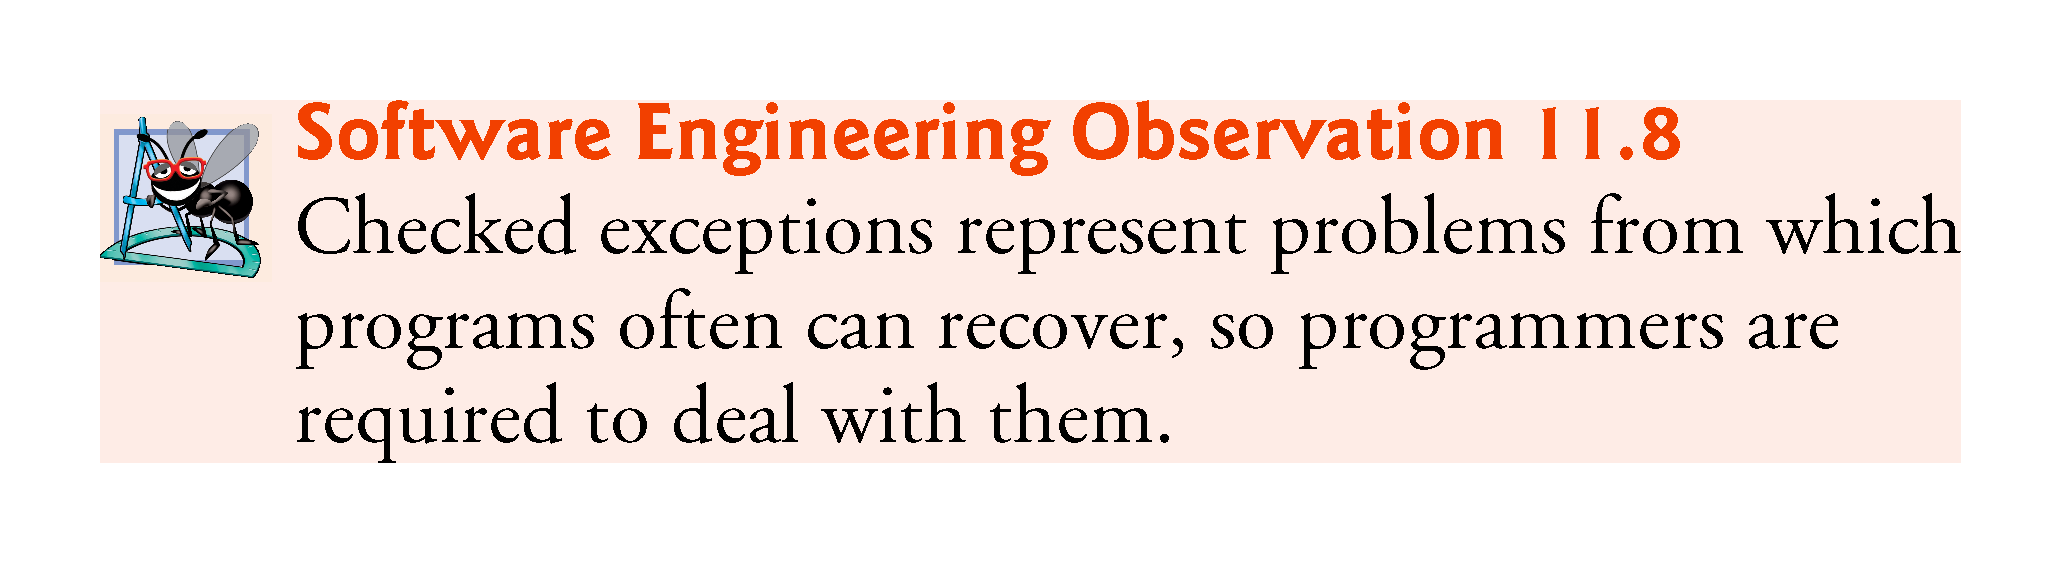 Software Engineering Observation 11.8
Checked exceptions represent problems from which
programs often can recover, so programmers are
required to deal with them.